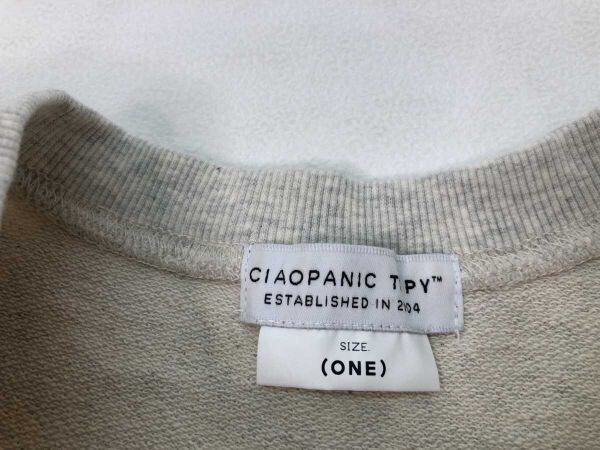 CIAOPANIC TYPY™
ESTABLISHED IN 2004
SIZE.
(ONE)